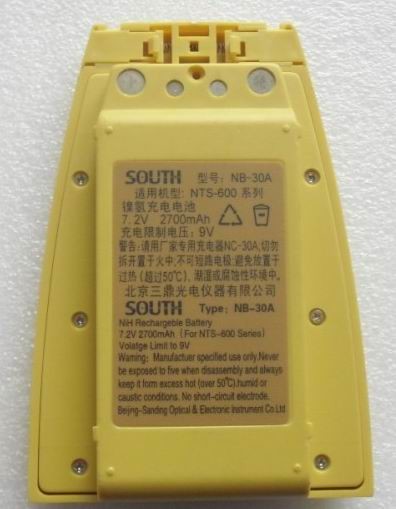 SOUTH 型号: NB-30A
适用机型: NTS-600 系列
镍氢充电电池
7.2V 2700mAh
充电限制电压: 9V
警告:请用厂家专用充电器NC-30A,切勿
拆开置于火中;不可短路电极;避免放置于
过热(超过50℃),潮湿或腐蚀性环境中。
北京三鼎光电仪器有限公司
SOUTH Type: NB-30A
NiH Rechargeble Battery
7.2V 2700mAh (For NTS-600 Series)
Volatge Limit to 9V
Warning: Manufactuer specified use only.Never
be exposed to five when disassembly and always
keep it form excess hot (over 50℃),humid or
caustic conditions. No short-circuit electrode.
Beijing-Sanding Optical & Electronic Instrument Co Ltd